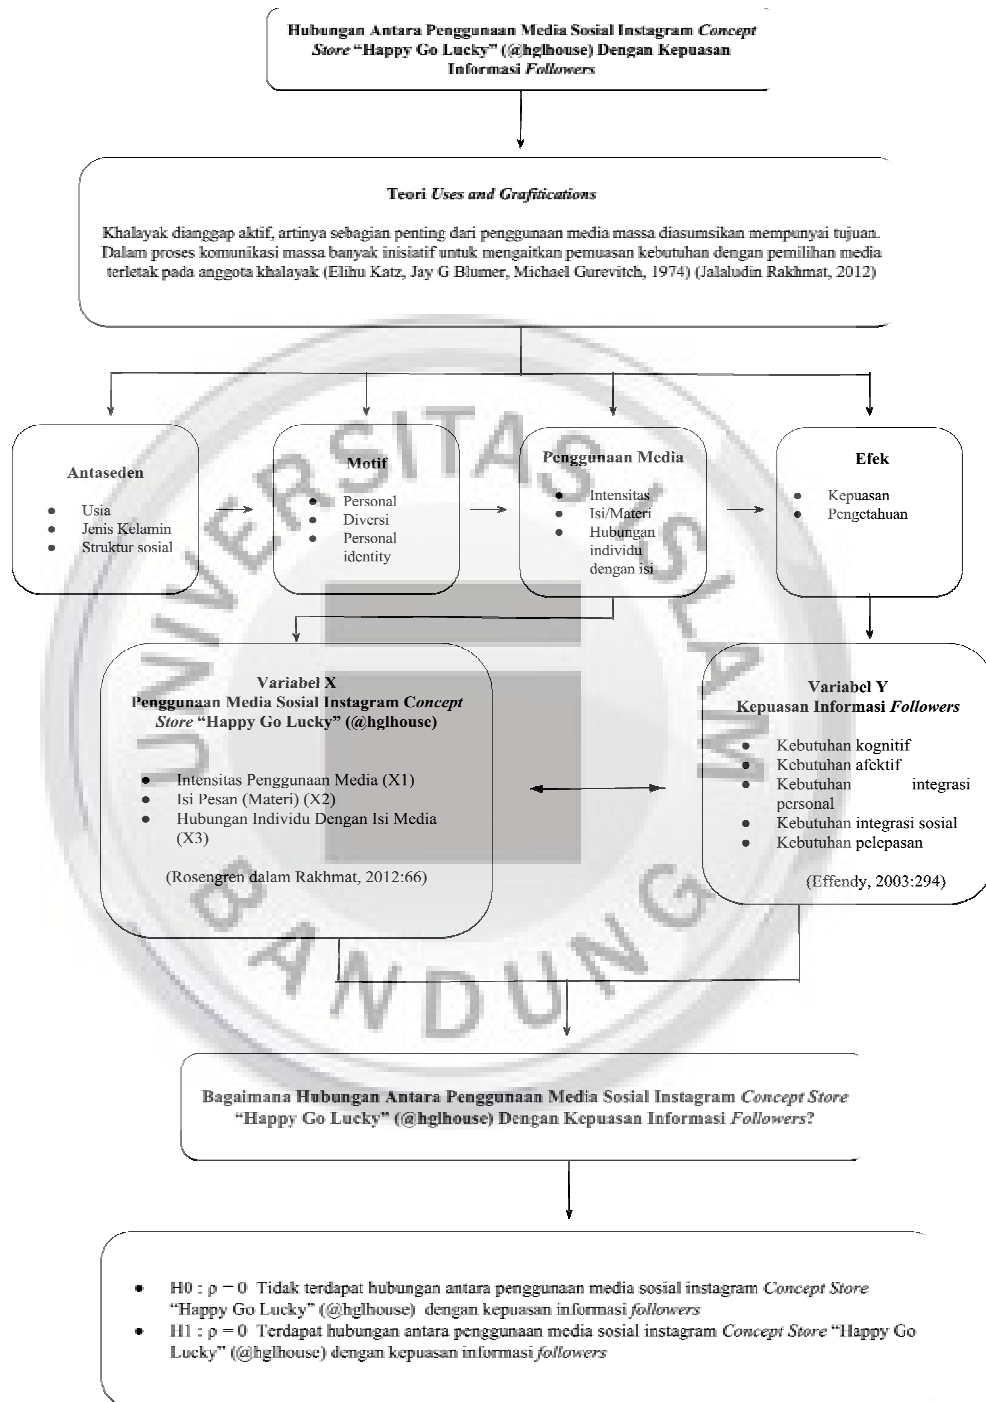 Hubungan Antara Penggunaan Media Sosial Instagram Concept
Store “Happy Go Lucky” (@hglhouse) Dengan Kepuasan
Informasi Followers
Teori Uses and Grafitications
Khalayak dianggap aktif, artinya sebagian penting dari penggunaan media massa diasumsikan mempunyai tujuan.
Dalam proses komunikasi massa banyak inisiatif untuk mengaitkan pemuasan kebutuhan dengan pemilihan media
terletak pada anggota khalayak (Elihu Katz, Jay G Blumer, Michael Gurevitch, 1974) (Jalaludin Rakhmat, 2012)
Antaseden
● Usia
● Jenis Kelamin
● Struktur sosial
Motif
● Personal
● Diversi
● Personal
identity
Penggunaan Media
● Intensitas
● Isi/Materi
● Hubungan
individu
dengan isi
Efek
● Kepuasan
● Pengetahuan
Variabel X
Penggunaan Media Sosial Instagram Concept
Store “Happy Go Lucky” (@hglhouse)
● Intensitas Penggunaan Media (X1)
● Isi Pesan (Materi) (X2)
● Hubungan Individu Dengan Isi Media
(X3)
(Rosengren dalam Rakhmat, 2012:66)
Variabel Y
Kepuasan Informasi Followers
● Kebutuhan kognitif
● Kebutuhan afektif
● Kebutuhan integrasi
personal
● Kebutuhan integrasi sosial
● Kebutuhan pelepasan
(Effendy, 2003:294)
Bagaimana Hubungan Antara Penggunaan Media Sosial Instagram Concept Store
“Happy Go Lucky” (@hglhouse) Dengan Kepuasan Informasi Followers?
● H0 : ρ = 0 Tidak terdapat hubungan antara penggunaan media sosial instagram Concept Store
“Happy Go Lucky” (@hglhouse) dengan kepuasan informasi followers
● H1 : ρ = 0 Terdapat hubungan antara penggunaan media sosial instagram Concept Store “Happy Go
Lucky” (@hglhouse) dengan kepuasan informasi followers
UNIVERSITAS ISLAM
BANDUNG